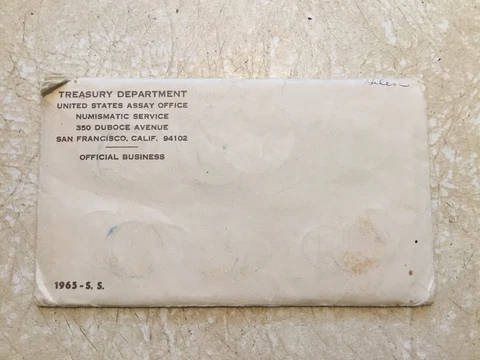 TREASURY DEPARTMENT
UNITED STATES ASSAY OFFICE
NUMISMATIC SERVICE
350 DUBOCE AVENUE
SAN FRANCISCO, CALIF. 94102
OFFICIAL BUSINESS
1965 - S. S.